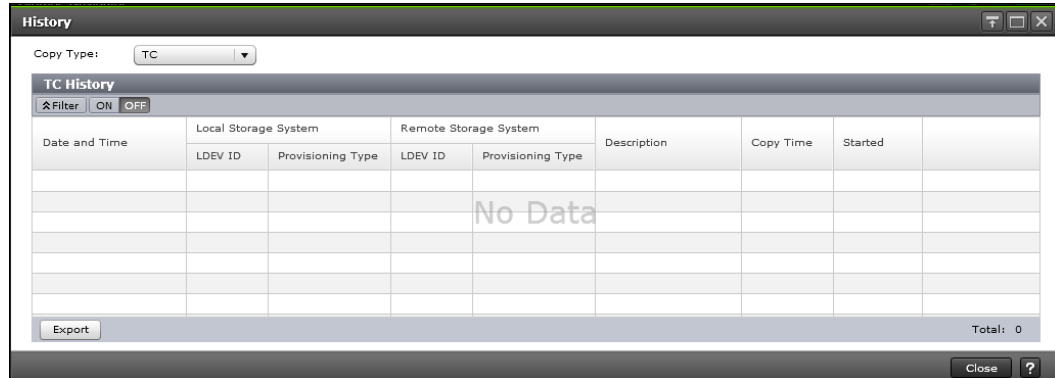 History
Copy Type: TC
TC History
Filter ON OFF
Date and Time Local Storage System Remote Storage System Description Copy Time Started
LDEV ID Provisioning Type LDEV ID Provisioning Type
No Data
Export Total: 0
Close ?